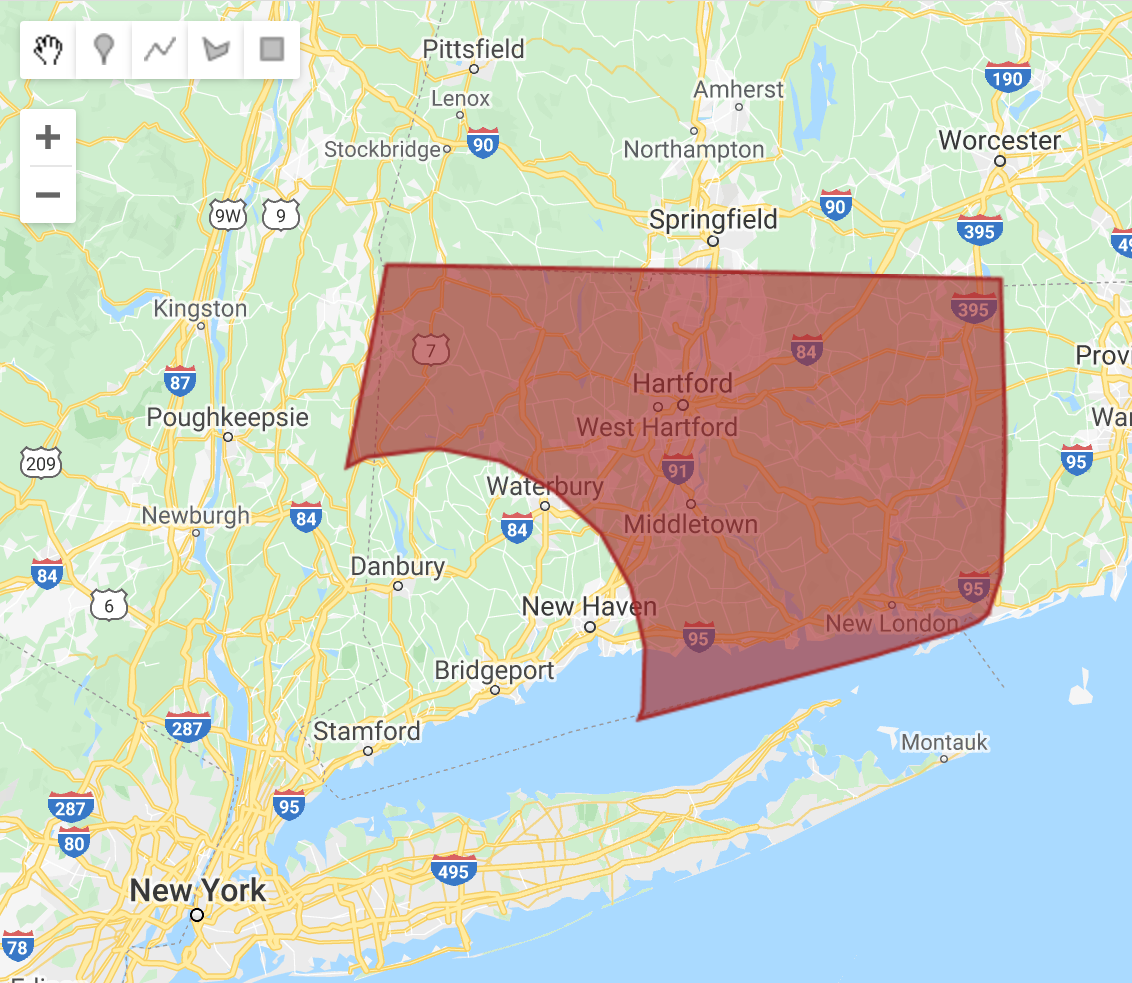 Pittsfield
190
Amherst
Lenox
Worcester
90
Stockbridge
Northampton
90
9W
9
Springfield
395
Kingston
395
7
84
Prov
87
Hartford
Poughkeepsie
War
West Hartford
209
91
95
Waterbury
Newburgh
84
84
Middletown
84
Danbury
95
6
New Haven
New London
95
Bridgeport
287
Stamford
Montauk
287
95
80
495
New York
78